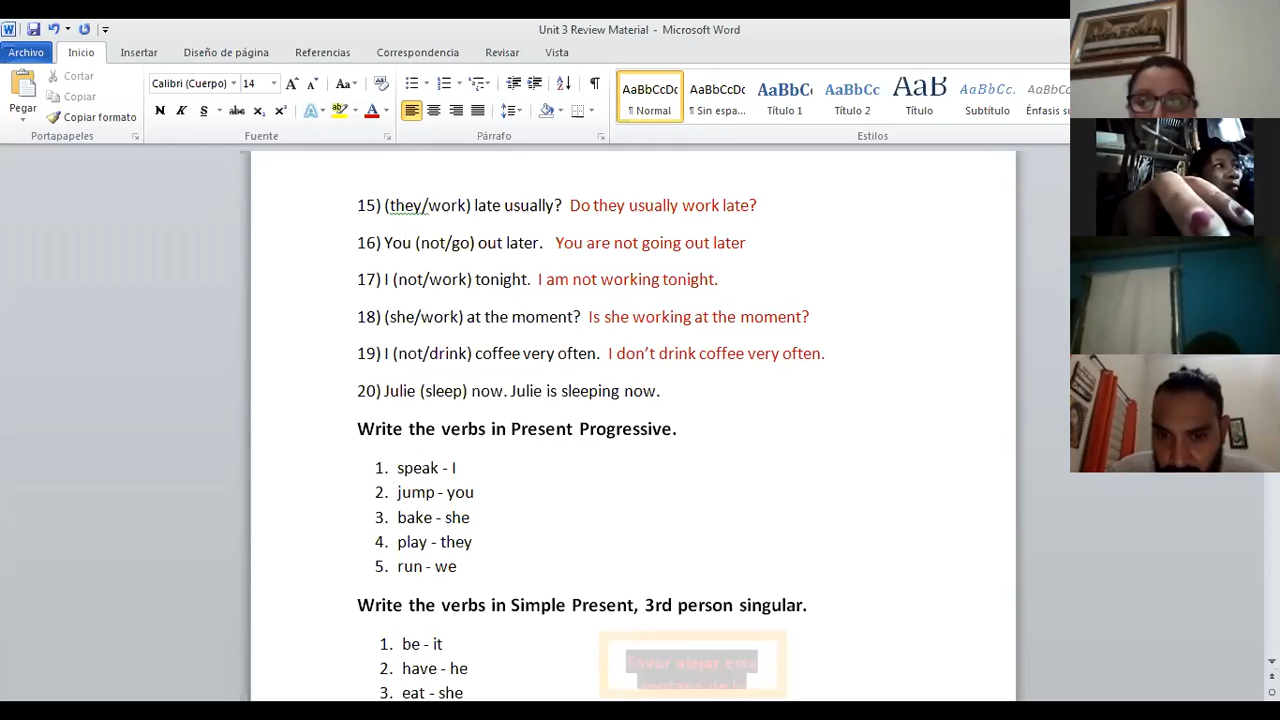 Unit 3 Review Material - Microsoft Word
Archivo Inicio Insertar Diseño de página Referencias Correspondencia Revisar Vista
Pegar
Cortar
Copiar
Copiar formato
Portapapeles
Calibri (Cuerpo) 14
Fuente
Párrafo
AaBbCcDc AaBbCcDc AaBbC AaBbCc AaB AaBbCc. AaBbCc
¶ Normal ¶ Sin espa... Título 1 Título 2 Título Subtítulo Énfasis su
Estilos
15) (they/work) late usually? Do they usually work late?
16) You (not/go) out later. You are not going out later
17) I (not/work) tonight. I am not working tonight.
18) (she/work) at the moment? Is she working at the moment?
19) I (not/drink) coffee very often. I don’t drink coffee very often.
20) Julie (sleep) now. Julie is sleeping now.
Write the verbs in Present Progressive.
1. speak - I
2. jump - you
3. bake - she
4. play - they
5. run - we
Write the verbs in Simple Present, 3rd person singular.
1. be - it
2. have - he
3. eat - she
Favor alejar esta
ventana de